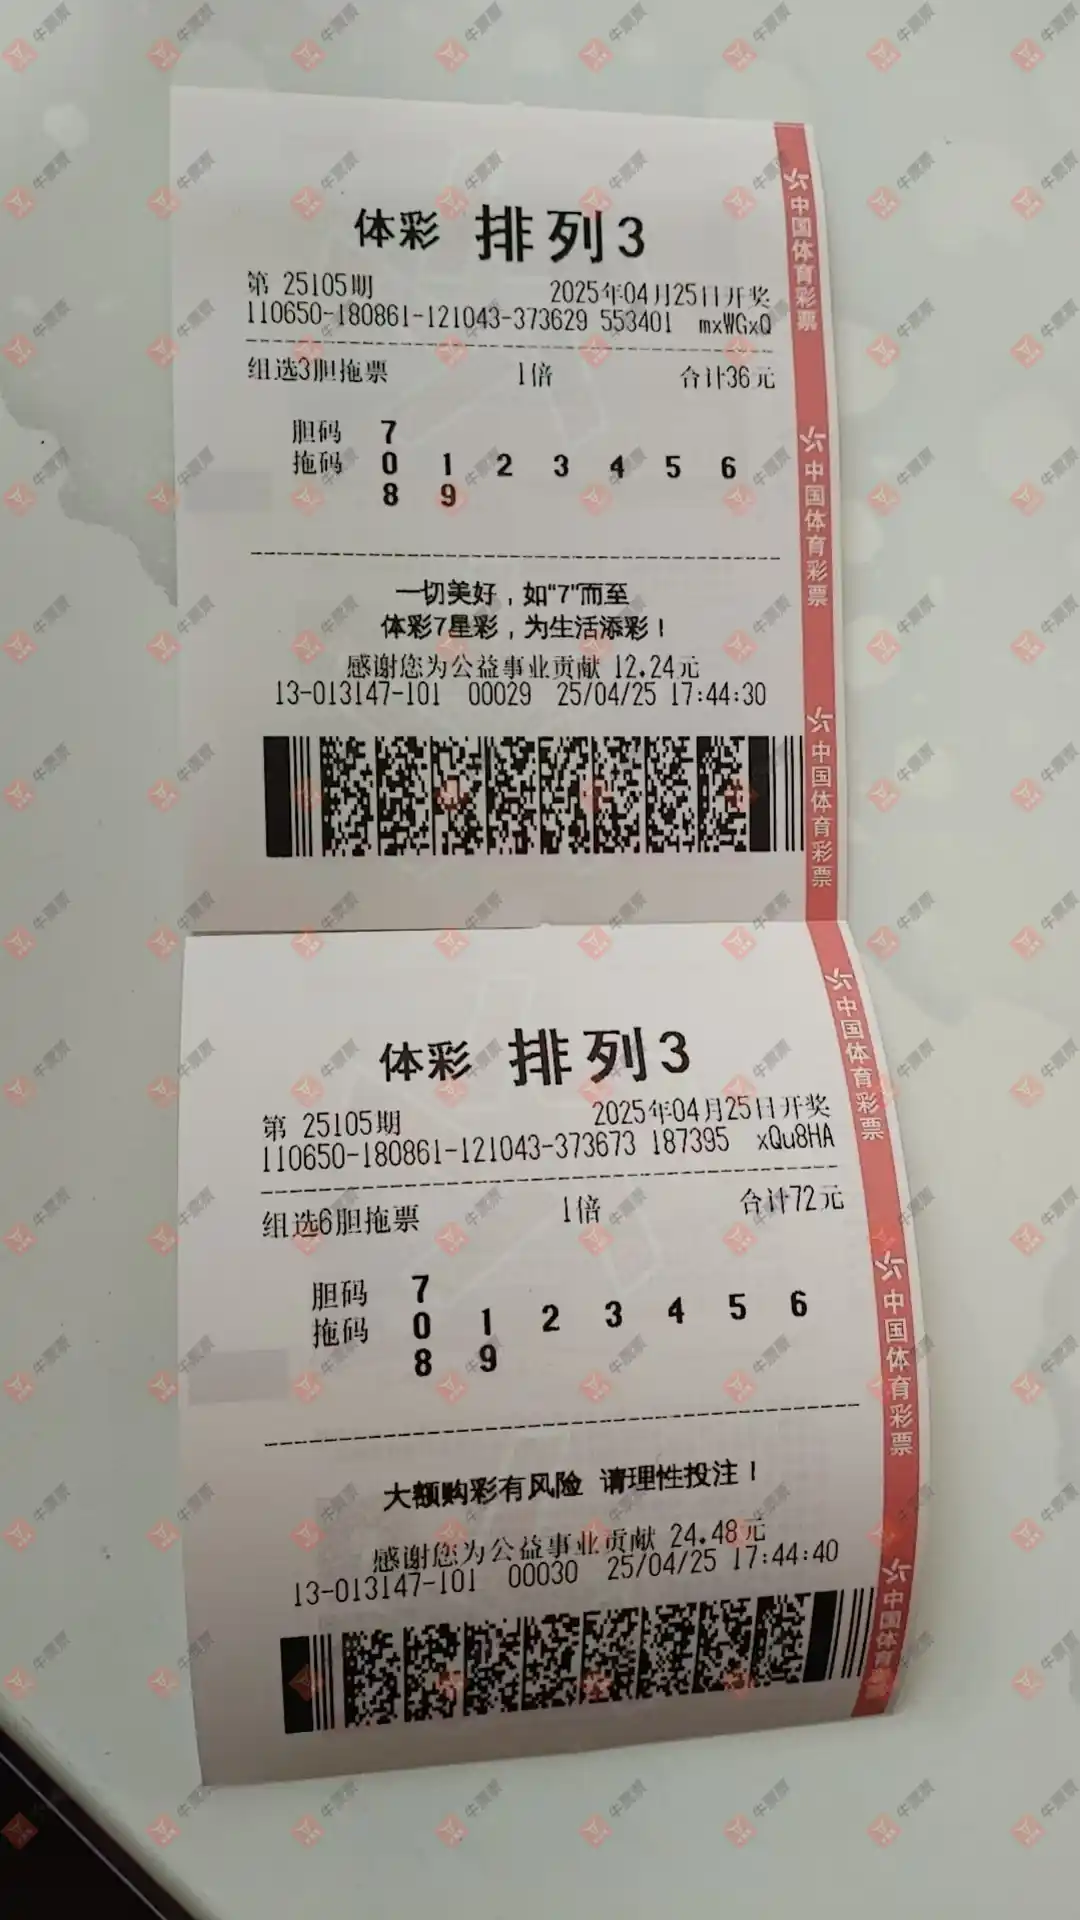 体彩 排列3
第 25105期 2025年04月25日开奖
110650-180861-121043-373629 553401 mxWGxQ
组选3胆拖票 1倍 合计36元
胆码 7
拖码 0 1 2 3 4 5 6
8 9
一切美好，如“7”而至
体彩7星彩，为生活添彩！
感谢您为公益事业贡献 12.24元
13-013147-101 00029 25/04/25 17:44:30
中国体育彩票
中国体育彩票
中国体育彩票
体彩 排列3
第 25105期 2025年04月25日开奖
110650-180861-121043-373673 187395 xQu8HA
组选6胆拖票 1倍 合计72元
胆码 7
拖码 0 1 2 3 4 5 6
8 9
大额购彩有风险 请理性投注！
感谢您为公益事业贡献 24.48元
13-013147-101 00030 25/04/25 17:44:40
中国体育彩票
中国体育彩票
中国体育
牛票票